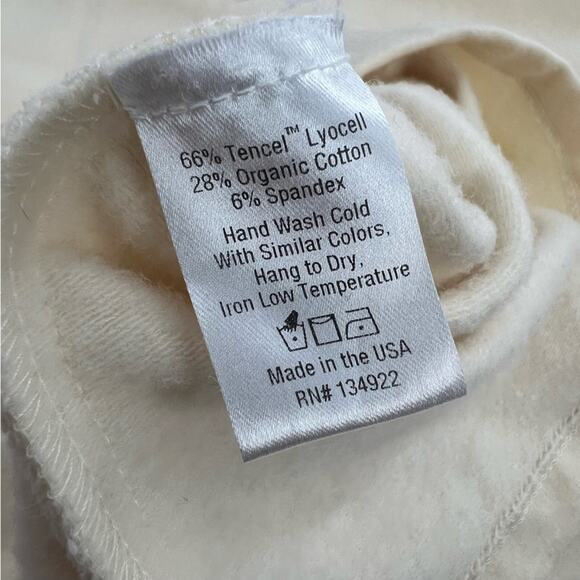 66% Tencel™ Lyocell
28% Organic Cotton
6% Spandex
Hand Wash Cold
With Similar Colors,
Hang to Dry,
Iron Low Temperature
Made in the USA
RN# 134922